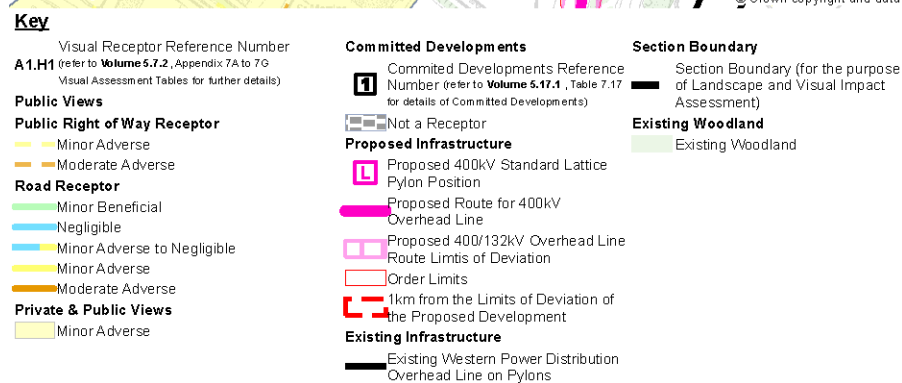 © Crown copyright and data
Key
Visual Receptor Reference Number
A1.H1 (refer to Volume 5.7.2, Appendix 7A to 7G
Visual Assessment Tables for further details)
Public Views
Public Right of Way Receptor
Minor Adverse
Moderate Adverse
Road Receptor
Minor Beneficial
Negligible
Minor Adverse to Negligible
Minor Adverse
Moderate Adverse
Private & Public Views
Minor Adverse
Committed Developments
Commited Developments Reference
1 Number (refer to Volume 5.17.1, Table 7.17
for details of Committed Developments)
Not a Receptor
Proposed Infrastructure
L Proposed 400kV Standard Lattice
Pylon Position
Proposed Route for 400kV
Overhead Line
Proposed 400/132kV Overhead Line
Route Limtis of Deviation
Order Limits
1km from the Limits of Deviation of
the Proposed Development
Existing Infrastructure
Existing Western Power Distribution
Overhead Line on Pylons
Section Boundary
Section Boundary (for the purpose
of Landscape and Visual Impact
Assessment)
Existing Woodland
Existing Woodland